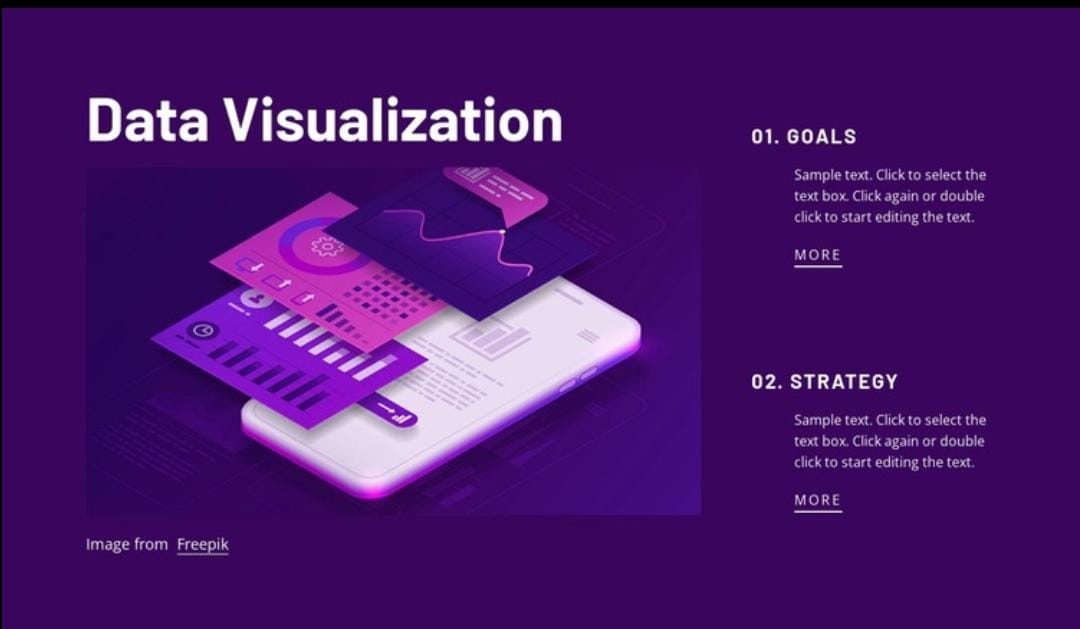 Data Visualization
01. GOALS
Sample text. Click to select the
text box. Click again or double
click to start editing the text.
MORE
02. STRATEGY
Sample text. Click to select the
text box. Click again or double
click to start editing the text.
MORE
Image from Freepik